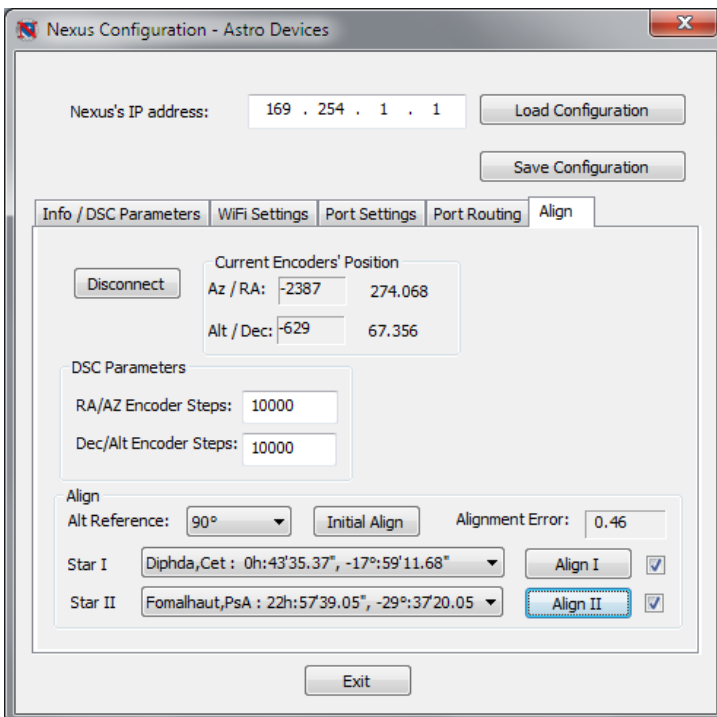 Nexus Configuration - Astro Devices
Nexus's IP address: 169 . 254 . 1 . 1 Load Configuration
Save Configuration
Info / DSC Parameters WiFi Settings Port Settings Port Routing Align
Current Encoders' Position
Disconnect Az / RA: -2387 274.068
Alt / Dec: -629 67.356
DSC Parameters
RA/AZ Encoder Steps: 10000
Dec/Alt Encoder Steps: 10000
Align
Alt Reference: 90° Initial Align Alignment Error: 0.46
Star I Diphda,Cet : 0h:43'35.37", -17°:59'11.68" Align I
Star II Fomalhaut,PsA : 22h:57'39.05", -29°:37'20.05 Align II
Exit